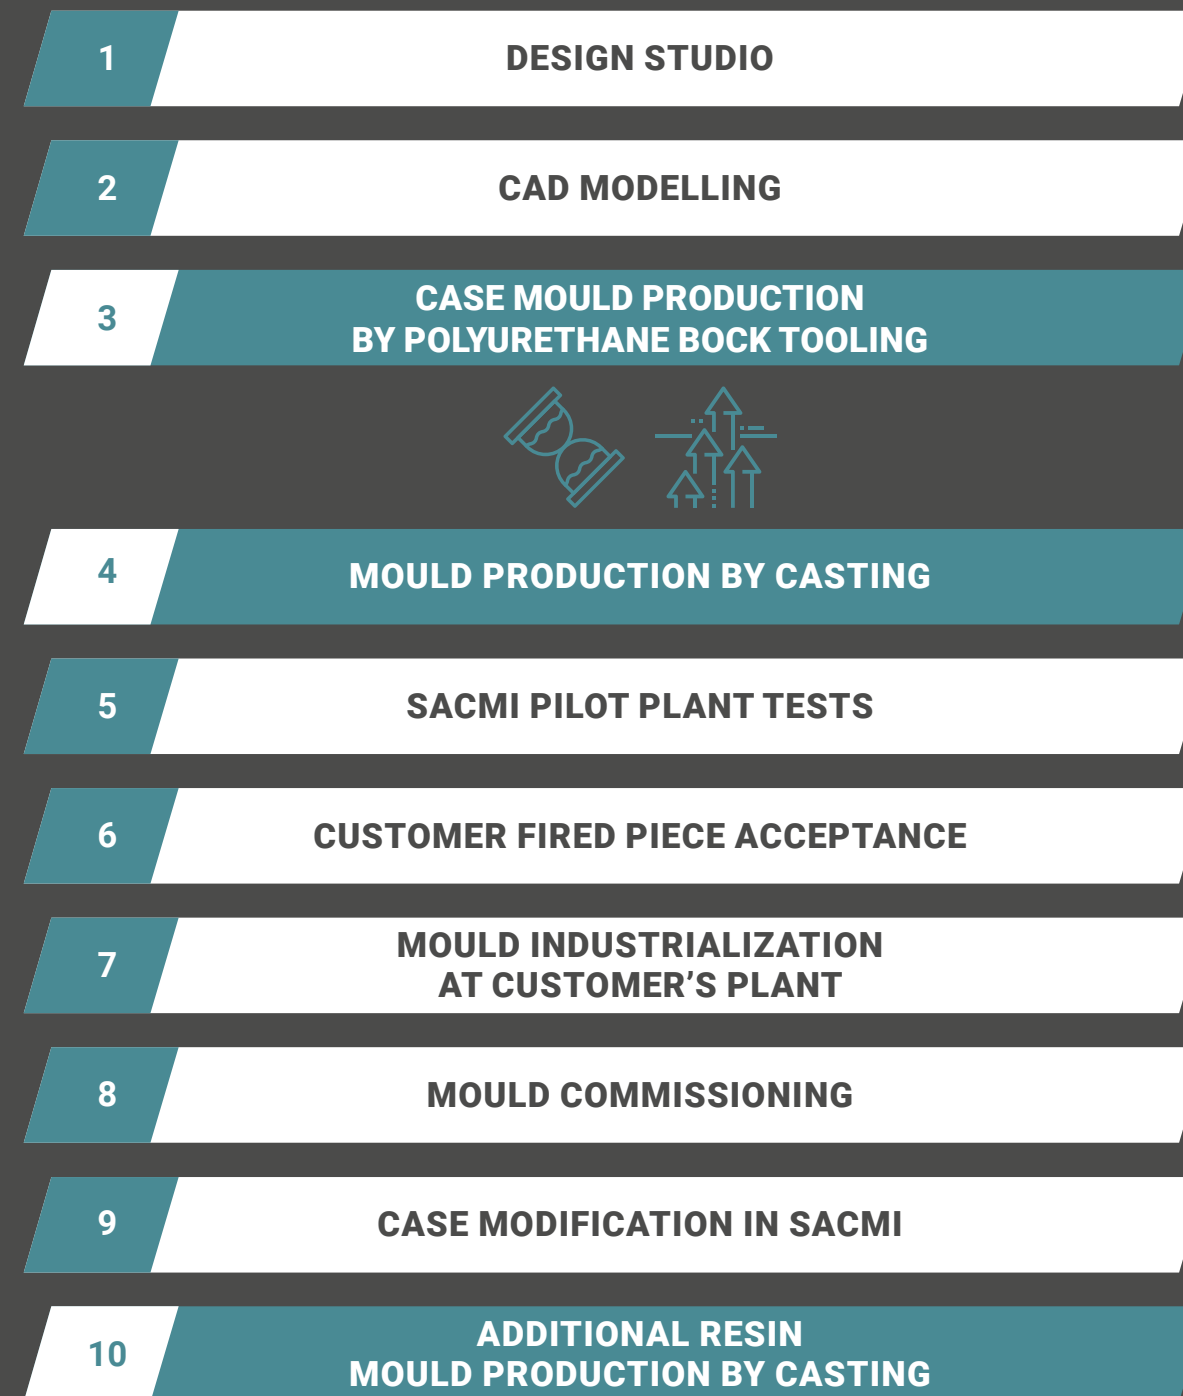 1
DESIGN STUDIO
2
CAD MODELLING
3
CASE MOULD PRODUCTION
BY POLYURETHANE BOCK TOOLING
4
MOULD PRODUCTION BY CASTING
5
SACMI PILOT PLANT TESTS
6
CUSTOMER FIRED PIECE ACCEPTANCE
7
MOULD INDUSTRIALIZATION
AT CUSTOMER’S PLANT
8
MOULD COMMISSIONING
9
CASE MODIFICATION IN SACMI
10
ADDITIONAL RESIN
MOULD PRODUCTION BY CASTING